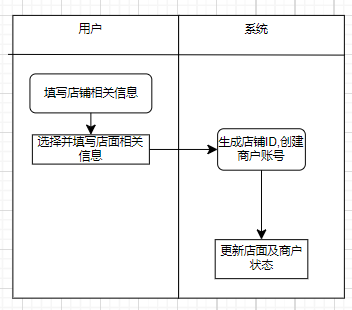 用户
系统
填写店铺相关信息
选择并填写店面相关
信息
生成店铺ID,创建
商户账号
更新店面及商户
状态